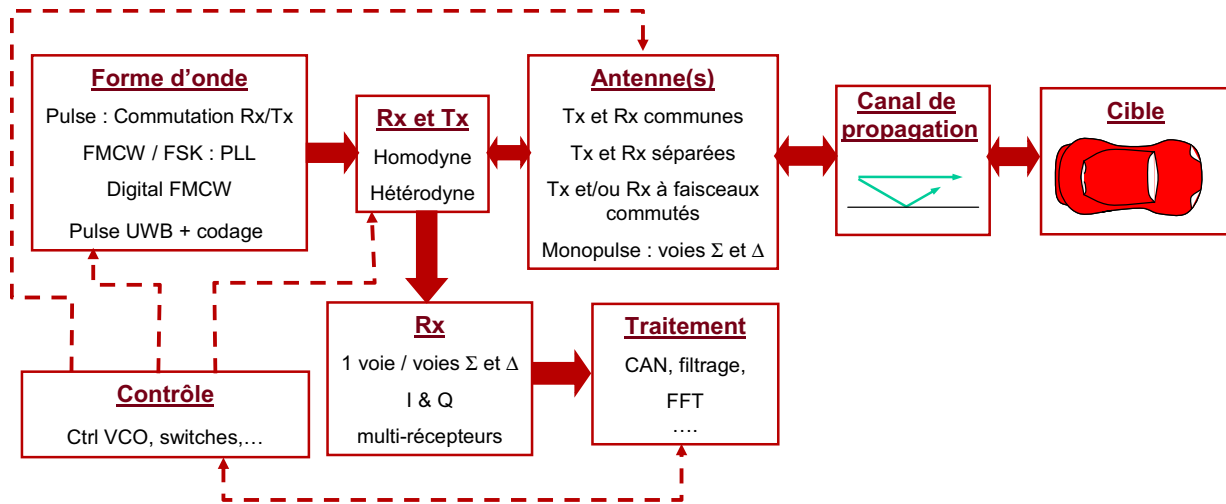 Forme d'onde
Pulse : Commutation Rx/Tx
FMCW / FSK : PLL
Digital FMCW
Pulse UWB + codage
Rx et Tx
Homodyne
Hétérodyne
Antenne(s)
Tx et Rx communes
Tx et Rx séparées
Tx et/ou Rx à faisceaux
commutés
Monopulse : voies Σ et Δ
Canal de
propagation
Cible
Contrôle
Ctrl VCO, switches,…
Rx
1 voie / voies Σ et Δ
I & Q
multi-récepteurs
Traitement
CAN, filtrage,
FFT
….